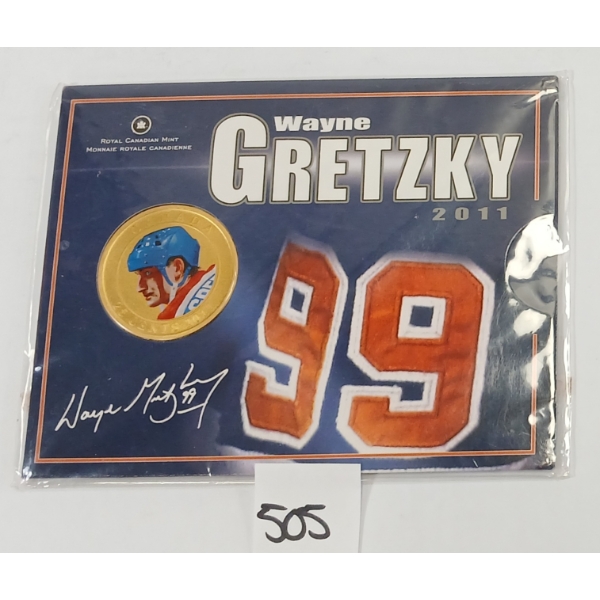 ROYAL CANADIAN MINT
MONNAIE ROYALE CANADIENNE
Wayne
GRETZKY
2011
99
Wayne Gretzky
99
505